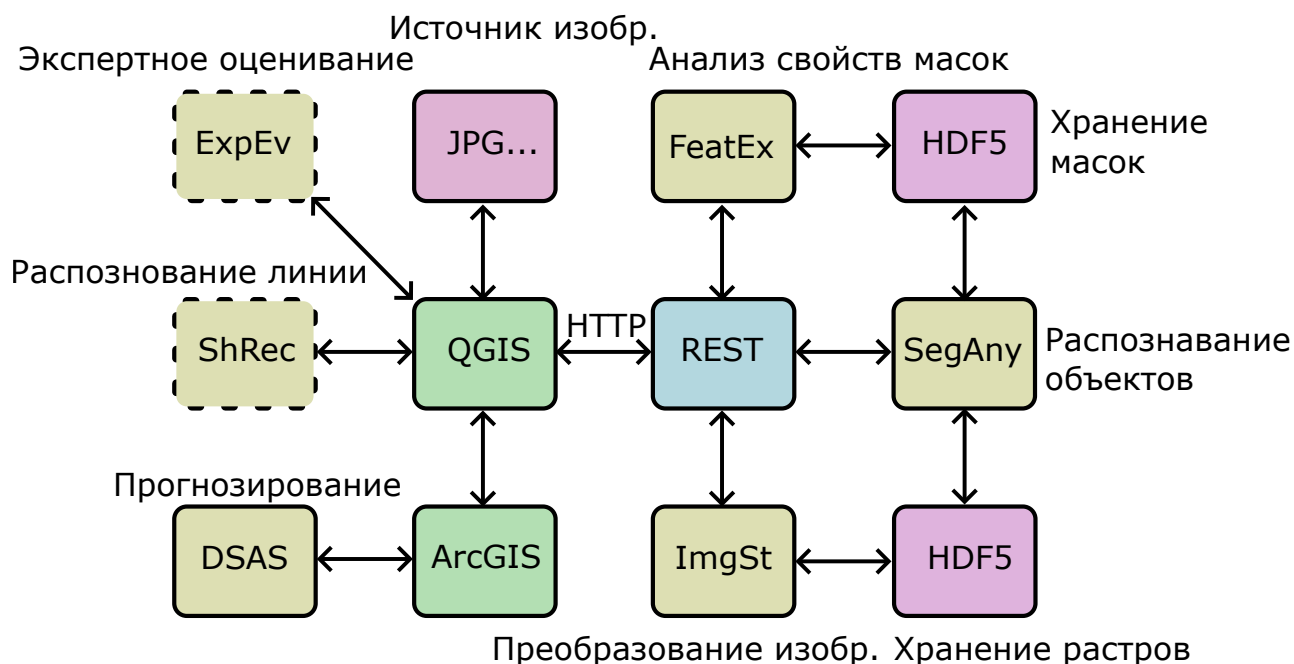 Источник изобр.
Экспертное оценивание
Анализ свойств масок
ExpEv
JPG...
FeatEx
HDF5
Хранение
масок
Распознование линии
ShRec
QGIS
HTTP
REST
SegAny
Распознавание
объектов
Прогнозирование
DSAS
ArcGIS
ImgSt
HDF5
Преобразование изобр.
Хранение растров